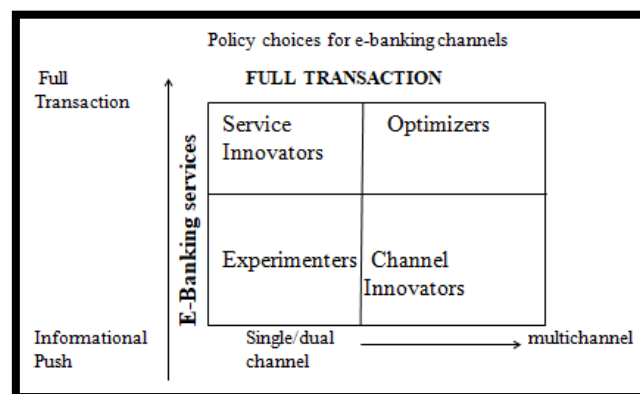 Policy choices for e-banking channels
Full
Transaction
FULL TRANSACTION
E-Banking services
Service
Innovators
Optimizers
Experimenters
Channel
Innovators
Informational
Push
Single/dual
channel
multichannel